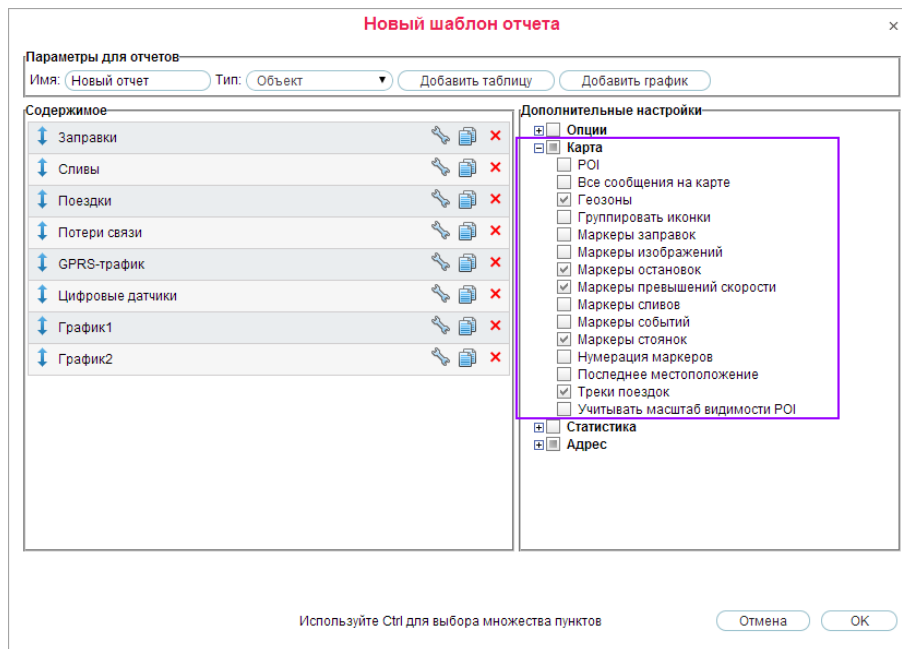 Новый шаблон отчета
Параметры для отчетов
Имя: Новый отчет Тип: Объект Добавить таблицу Добавить график
Содержимое
Заправки
Сливы
Поездки
Потери связи
GPRS-трафик
Цифровые датчики
График1
График2
Дополнительные настройки
Опции
Карта
POI
Все сообщения на карте
Геозоны
Группировать иконки
Маркеры заправок
Маркеры изображений
Маркеры остановок
Маркеры превышений скорости
Маркеры сливов
Маркеры событий
Маркеры стоянок
Нумерация маркеров
Последнее местоположение
Треки поездок
Учитывать масштаб видимости POI
Статистика
Адрес
Используйте Ctrl для выбора множества пунктов
Отмена OK